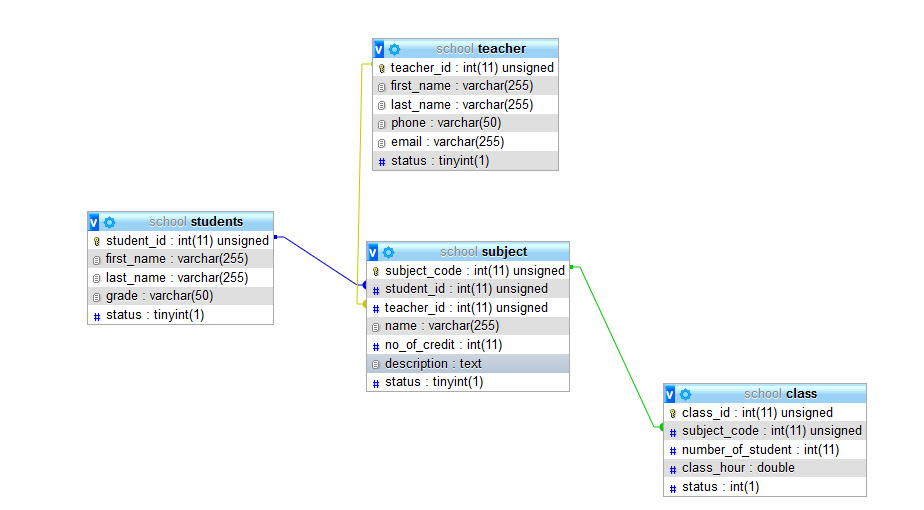 v school teacher
teacher_id : int(11) unsigned
first_name : varchar(255)
last_name : varchar(255)
phone : varchar(50)
email : varchar(255)
# status : tinyint(1)
v school students
student_id : int(11) unsigned
first_name : varchar(255)
last_name : varchar(255)
grade : varchar(50)
# status : tinyint(1)
v school subject
subject_code : int(11) unsigned
# student_id : int(11) unsigned
# teacher_id : int(11) unsigned
name : varchar(255)
# no_of_credit : int(11)
description : text
# status : tinyint(1)
v school class
class_id : int(11) unsigned
# subject_code : int(11) unsigned
# number_of_student : int(11)
# class_hour : double
# status : int(1)